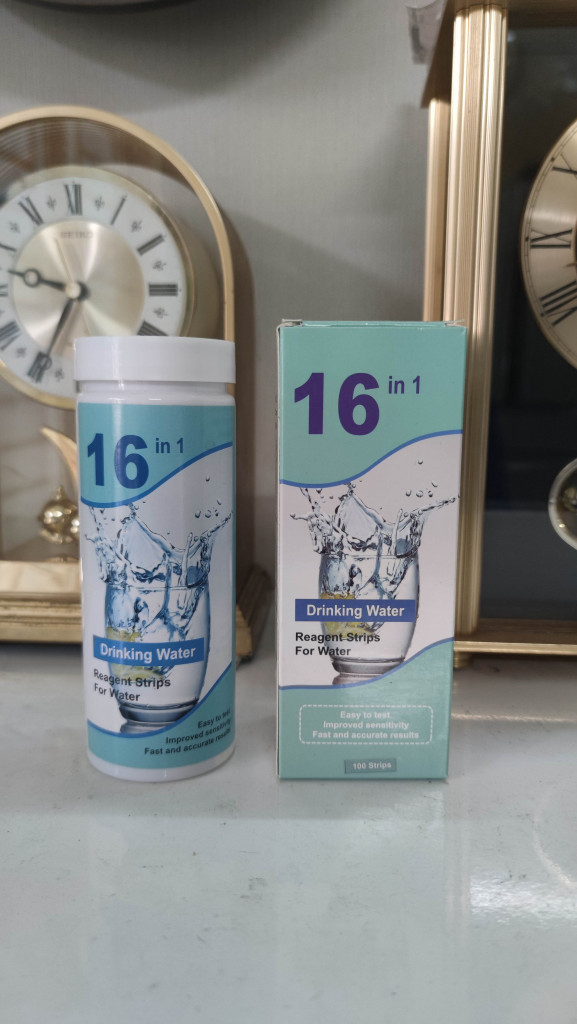 SEIKO
16 in 1
Drinking Water
Reagent Strips
For Water
Easy to test
Improved sensitivity
Fast and accurate results
16 in 1
Drinking Water
Reagent Strips
For Water
Easy to test
Improved sensitivity
Fast and accurate results
100 Strips